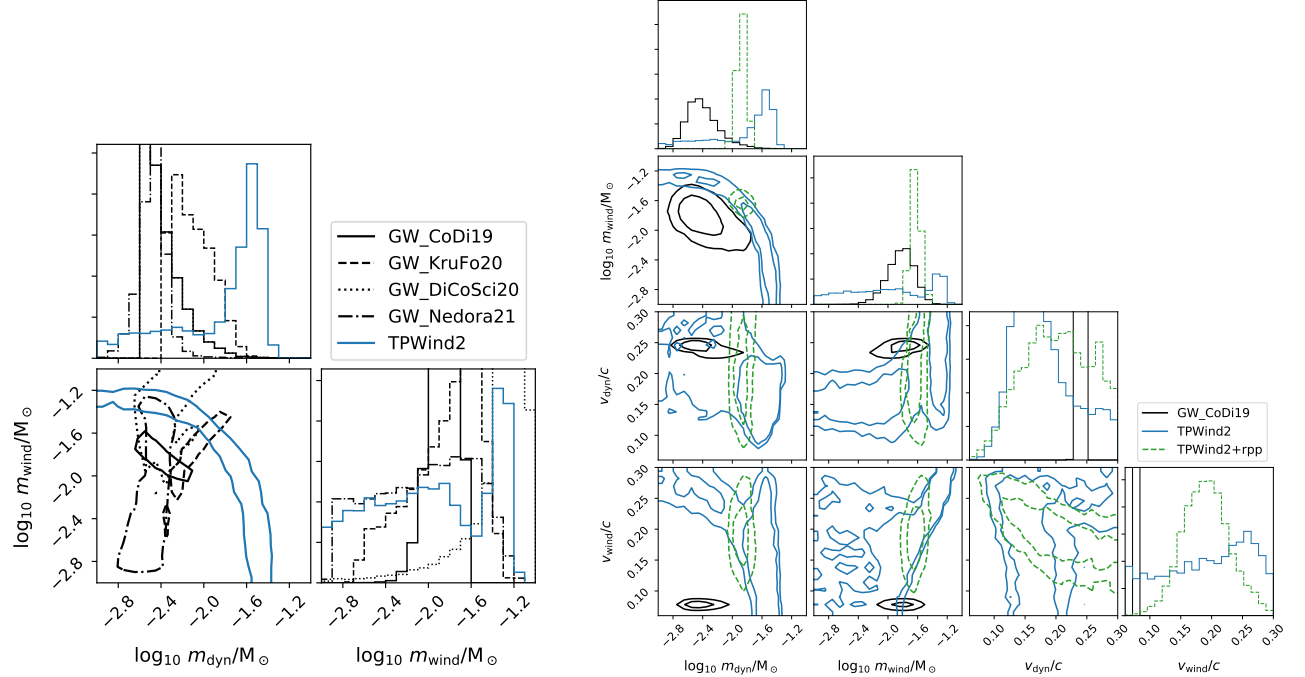 GW_CoDi19
GW_KruFo20
GW_DiCoSci20
GW_Nedora21
TPWind2
−1.2
−1.6
−2.0
−2.4
−2.8
log₁₀ m_wind/M⊙
−2.8
−2.4
−2.0
−1.6
−1.2
log₁₀ m_dyn/M⊙
−2.8
−2.4
−2.0
−1.6
−1.2
log₁₀ m_wind/M⊙
−1.2
−1.6
−2.0
−2.4
−2.8
log₁₀ m_wind/M⊙
0.30
0.25
0.20
0.15
0.10
v_dyn/c
GW_CoDi19
TPWind2
TPWind2+rpp
0.30
0.25
0.20
0.15
0.10
v_wind/c
−2.8
−2.4
−2.0
−1.6
−1.2
log₁₀ m_dyn/M⊙
−2.8
−2.4
−2.0
−1.6
−1.2
log₁₀ m_wind/M⊙
0.10
0.15
0.20
0.25
0.30
v_dyn/c
0.10
0.15
0.20
0.25
0.30
v_wind/c